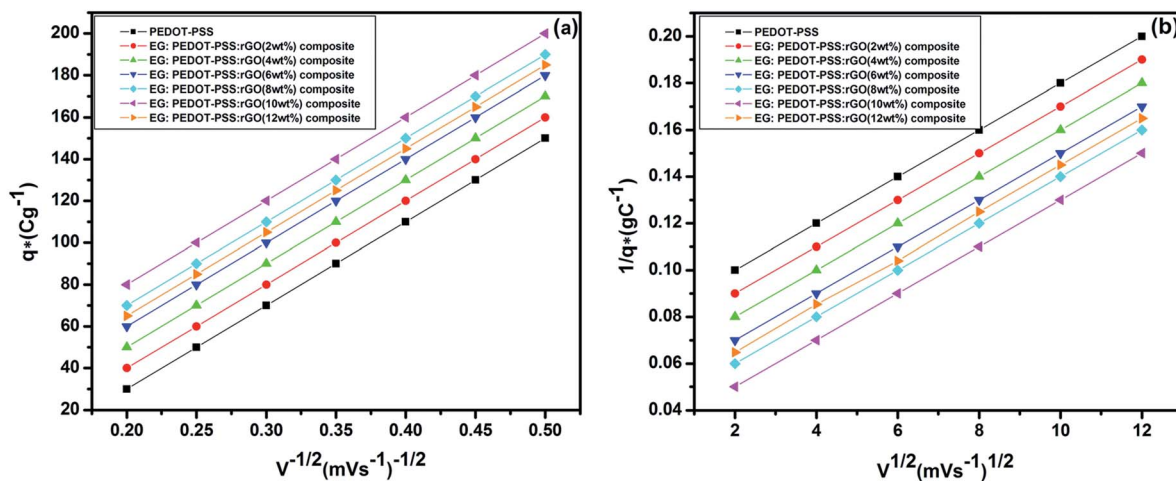 (a)
PEDOT-PSS
EG: PEDOT-PSS:rGO(2wt%) composite
EG: PEDOT-PSS:rGO(4wt%) composite
EG: PEDOT-PSS:rGO(6wt%) composite
EG: PEDOT-PSS:rGO(8wt%) composite
EG: PEDOT-PSS:rGO(10wt%) composite
EG: PEDOT-PSS:rGO(12wt%) composite
q*(Cg⁻¹)
200
180
160
140
120
100
80
60
40
20
0.20 0.25 0.30 0.35 0.40 0.45 0.50
V⁻¹/²(mVs⁻¹)⁻¹/²
(b)
PEDOT-PSS
EG: PEDOT-PSS:rGO(2wt%) composite
EG: PEDOT-PSS:rGO(4wt%) composite
EG: PEDOT-PSS:rGO(6wt%) composite
EG: PEDOT-PSS:rGO(8wt%) composite
EG: PEDOT-PSS:rGO(10wt%) composite
EG: PEDOT-PSS:rGO(12wt%) composite
1/q*(gC⁻¹)
0.20
0.18
0.16
0.14
0.12
0.10
0.08
0.06
0.04
2 4 6 8 10 12
V¹/²(mVs⁻¹)¹/²